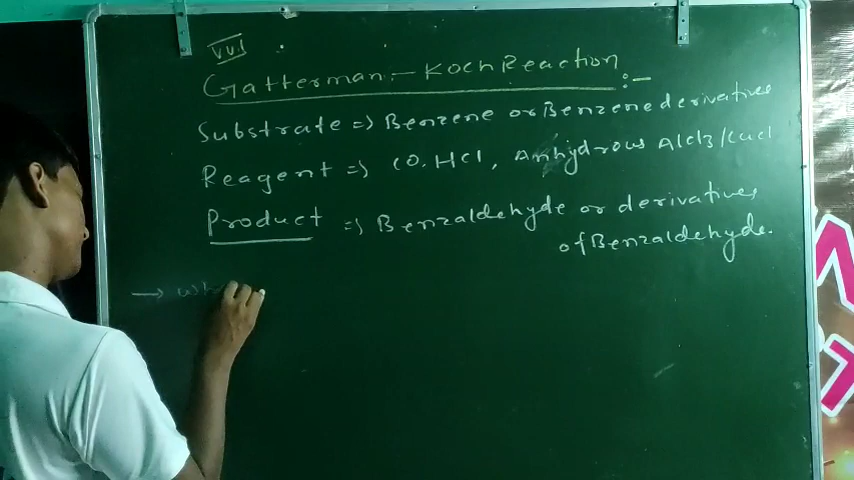 V.V.I
Gatterman - Koch Reaction :-
Substrate => Benzene or Benzene derivatives
Reagent => CO, HCl, Anhydrous AlCl3/CuCl
Product => Benzaldehyde or derivatives
of Benzaldehyde.
→ wh